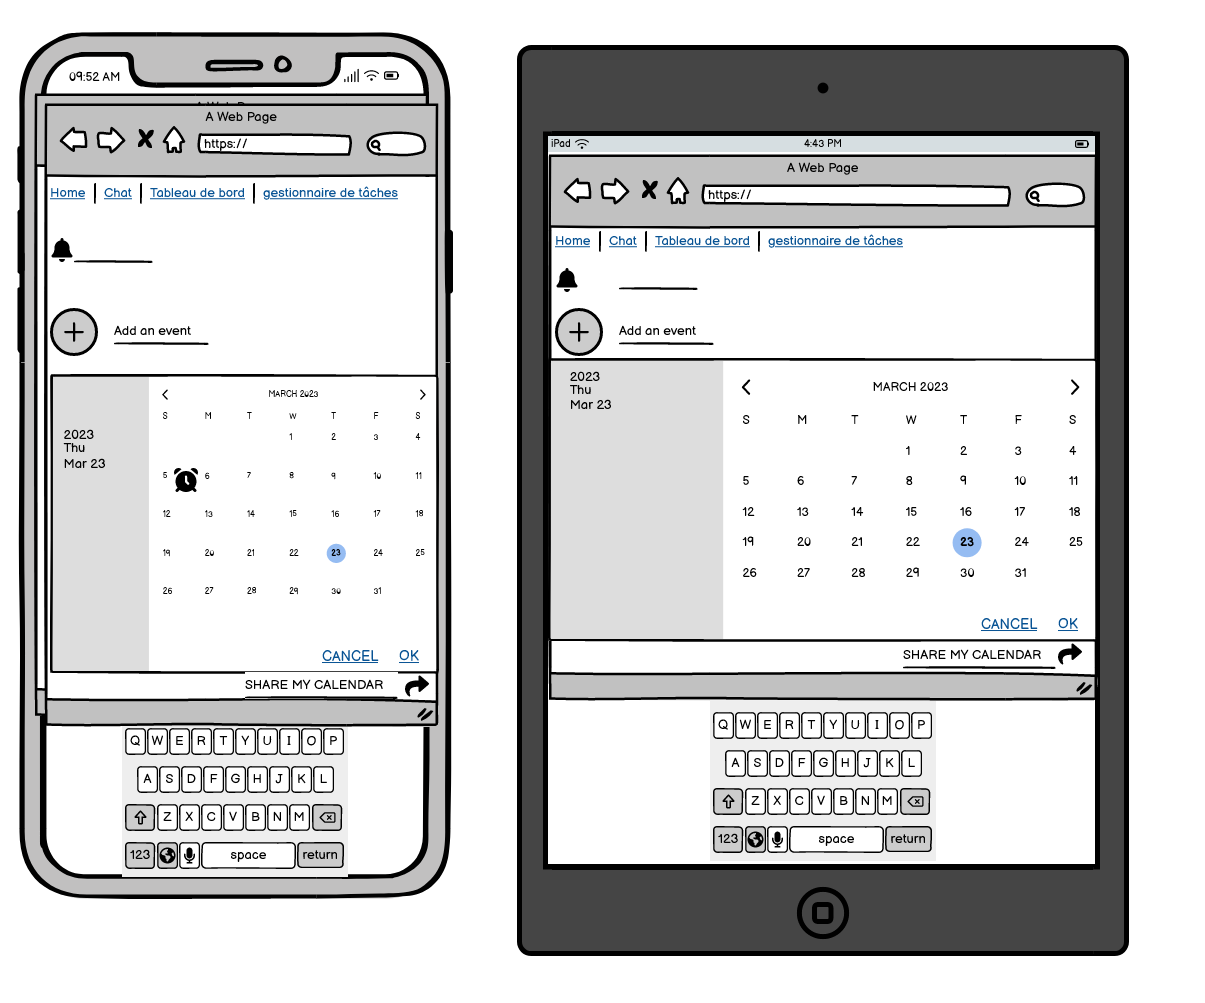 09:52 AM
A Web Page
A Web Page
https://
Home Chat Tableau de bord gestionnaire de tâches
Add an event
2023
Thu
Mar 23
MARCH 2023
S M T W T F S
1 2 3 4
5 6 7 8 9 10 11
12 13 14 15 16 17 18
19 20 21 22 23 24 25
26 27 28 29 30 31
CANCEL OK
SHARE MY CALENDAR
Q W E R T Y U I O P
A S D F G H J K L
Z X C V B N M
123 space return
iPad 4:43 PM
A Web Page
https://
Home Chat Tableau de bord gestionnaire de tâches
Add an event
2023
Thu
Mar 23
MARCH 2023
S M T W T F S
1 2 3 4
5 6 7 8 9 10 11
12 13 14 15 16 17 18
19 20 21 22 23 24 25
26 27 28 29 30 31
CANCEL OK
SHARE MY CALENDAR
Q W E R T Y U I O P
A S D F G H J K L
Z X C V B N M
123 space return